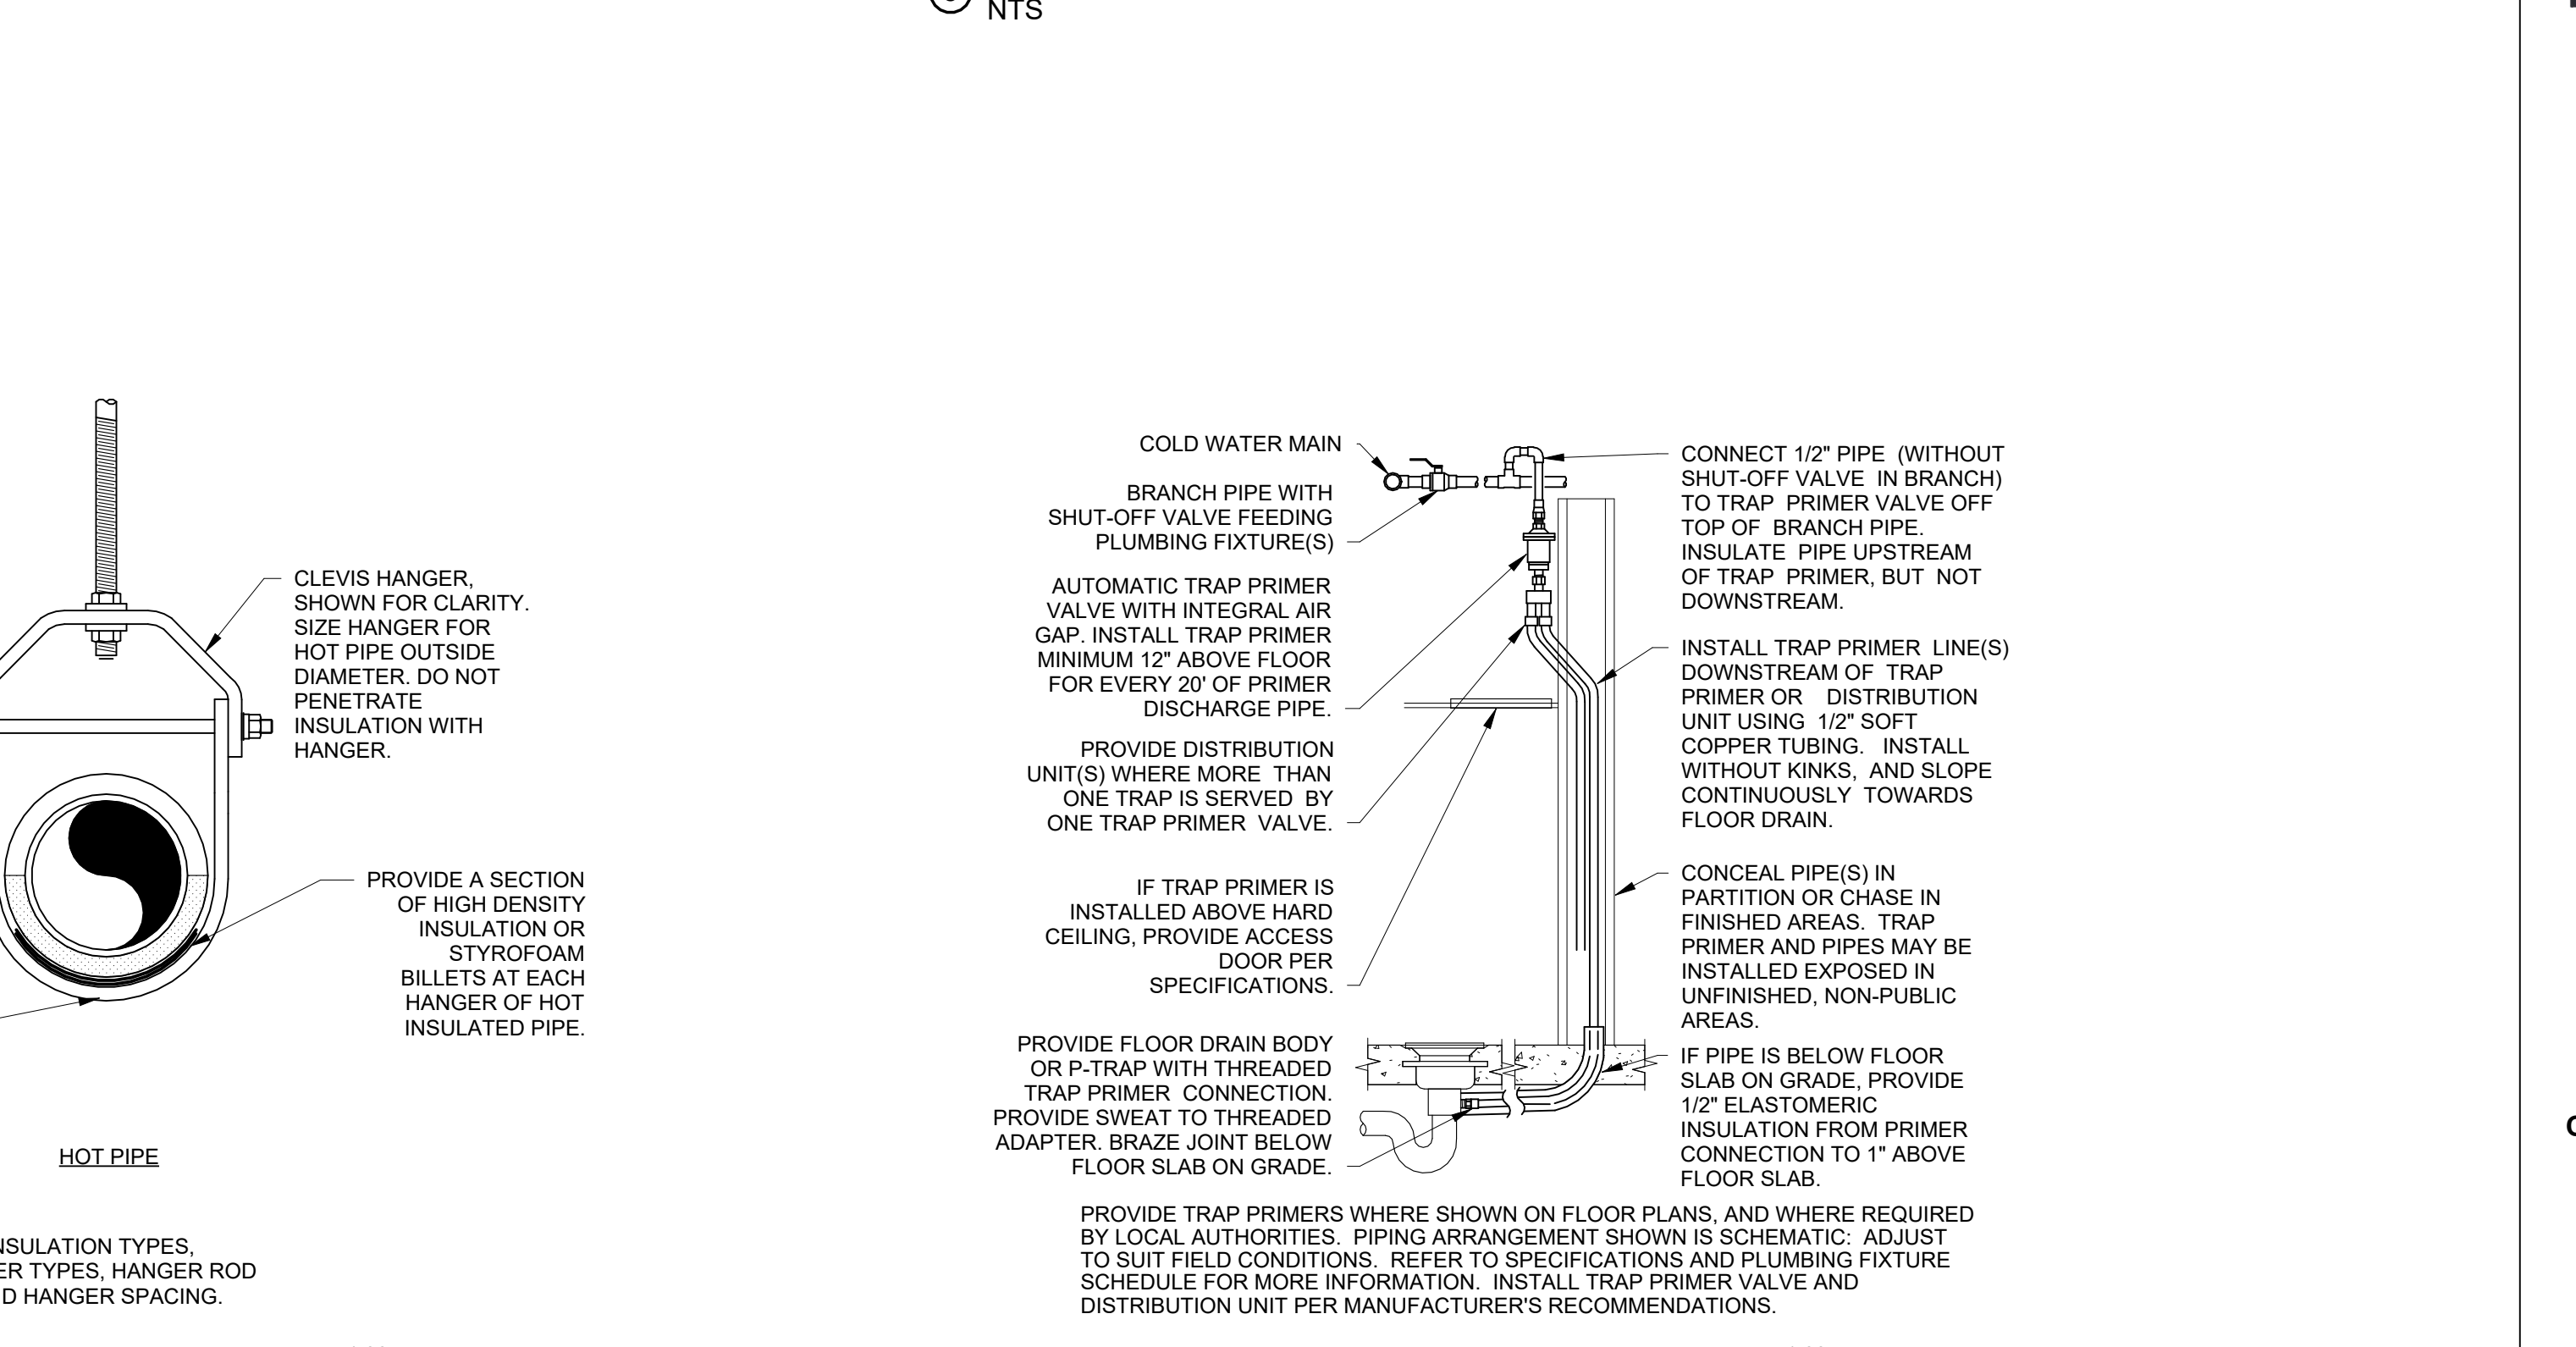 NTS
CLEVIS HANGER,
SHOWN FOR CLARITY.
SIZE HANGER FOR
HOT PIPE OUTSIDE
DIAMETER. DO NOT
PENETRATE
INSULATION WITH
HANGER.
PROVIDE A SECTION
OF HIGH DENSITY
INSULATION OR
STYROFOAM
BILLETS AT EACH
HANGER OF HOT
INSULATED PIPE.
HOT PIPE
TYPES,
TYPES, HANGER ROD
HANGER SPACING.
COLD WATER MAIN
BRANCH PIPE WITH
SHUT-OFF VALVE FEEDING
PLUMBING FIXTURE(S)
AUTOMATIC TRAP PRIMER
VALVE WITH INTEGRAL AIR
GAP. INSTALL TRAP PRIMER
MINIMUM 12" ABOVE FLOOR
FOR EVERY 20' OF PRIMER
DISCHARGE PIPE.
PROVIDE DISTRIBUTION
UNIT(S) WHERE MORE THAN
ONE TRAP IS SERVED BY
ONE TRAP PRIMER VALVE.
IF TRAP PRIMER IS
INSTALLED ABOVE HARD
CEILING, PROVIDE ACCESS
DOOR PER
SPECIFICATIONS.
PROVIDE FLOOR DRAIN BODY
OR P-TRAP WITH THREADED
TRAP PRIMER CONNECTION.
PROVIDE SWEAT TO THREADED
ADAPTER. BRAZE JOINT BELOW
FLOOR SLAB ON GRADE.
CONNECT 1/2" PIPE (WITHOUT
SHUT-OFF VALVE IN BRANCH)
TO TRAP PRIMER VALVE OFF
TOP OF BRANCH PIPE.
INSULATE PIPE UPSTREAM
OF TRAP PRIMER, BUT NOT
DOWNSTREAM.
INSTALL TRAP PRIMER LINE(S)
DOWNSTREAM OF TRAP
PRIMER OR DISTRIBUTION
UNIT USING 1/2" SOFT
COPPER TUBING. INSTALL
WITHOUT KINKS, AND SLOPE
CONTINUOUSLY TOWARDS
FLOOR DRAIN.
CONCEAL PIPE(S) IN
PARTITION OR CHASE IN
FINISHED AREAS. TRAP
PRIMER AND PIPES MAY BE
INSTALLED EXPOSED IN
UNFINISHED, NON-PUBLIC
AREAS.
IF PIPE IS BELOW FLOOR
SLAB ON GRADE, PROVIDE
1/2" ELASTOMERIC
INSULATION FROM PRIMER
CONNECTION TO 1" ABOVE
FLOOR SLAB.
PROVIDE TRAP PRIMERS WHERE SHOWN ON FLOOR PLANS, AND WHERE REQUIRED
BY LOCAL AUTHORITIES. PIPING ARRANGEMENT SHOWN IS SCHEMATIC: ADJUST
TO SUIT FIELD CONDITIONS. REFER TO SPECIFICATIONS AND PLUMBING FIXTURE
SCHEDULE FOR MORE INFORMATION. INSTALL TRAP PRIMER VALVE AND
DISTRIBUTION UNIT PER MANUFACTURER'S RECOMMENDATIONS.